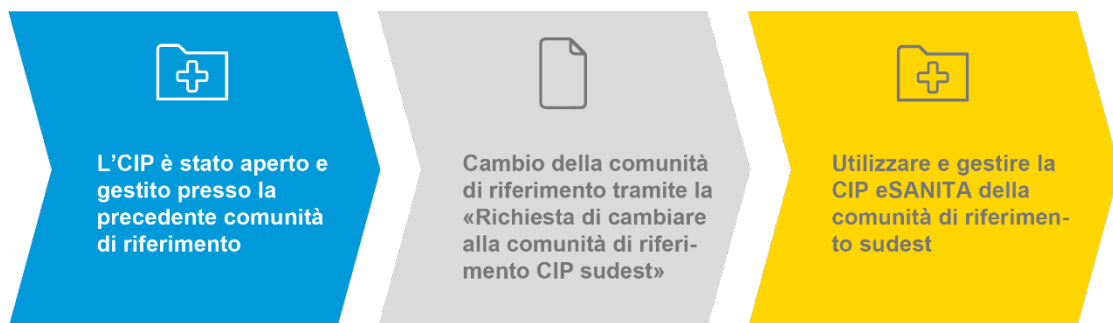 L'CIP è stato aperto e
gestito presso la
precedente comunità
di riferimento
Cambio della comunità
di riferimento tramite la
«Richiesta di cambiare
alla comunità di riferi-
mento CIP sudest»
Utilizzare e gestire la
CIP eSANITA della
comunità di riferimen-
to sudest